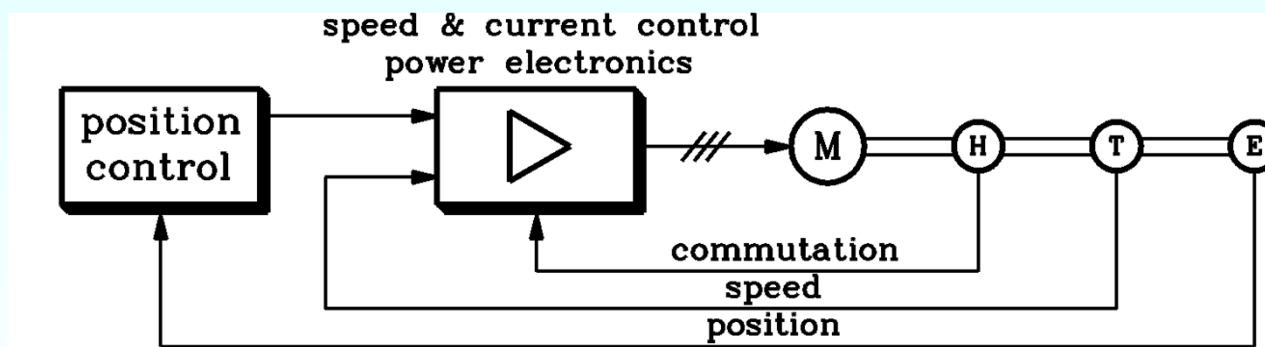 speed & current control
power electronics
position
control
M
H
T
E
commutation
speed
position